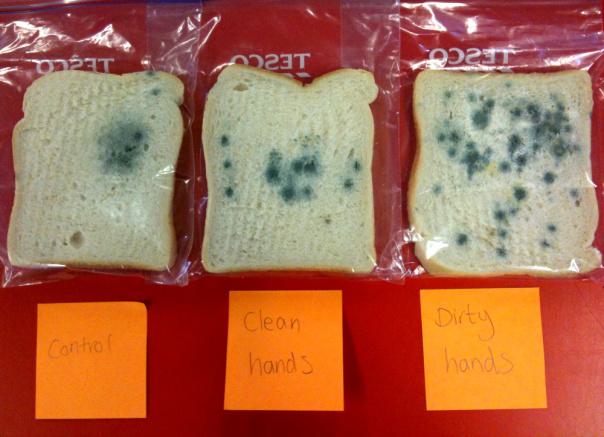 TESCO
TESCO
TESCO
Control
Clean
hands
Dirty
hands